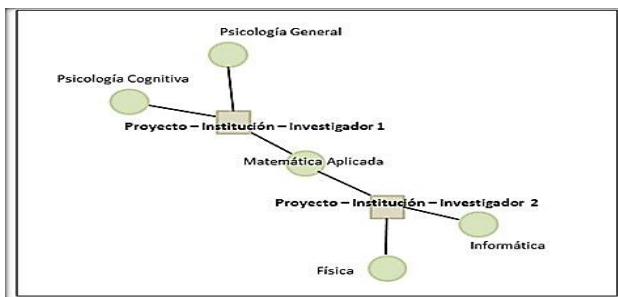 Psicología General
Psicología Cognitiva
Proyecto – Institución – Investigador 1
Matemática Aplicada
Proyecto – Institución – Investigador 2
Informática
Física